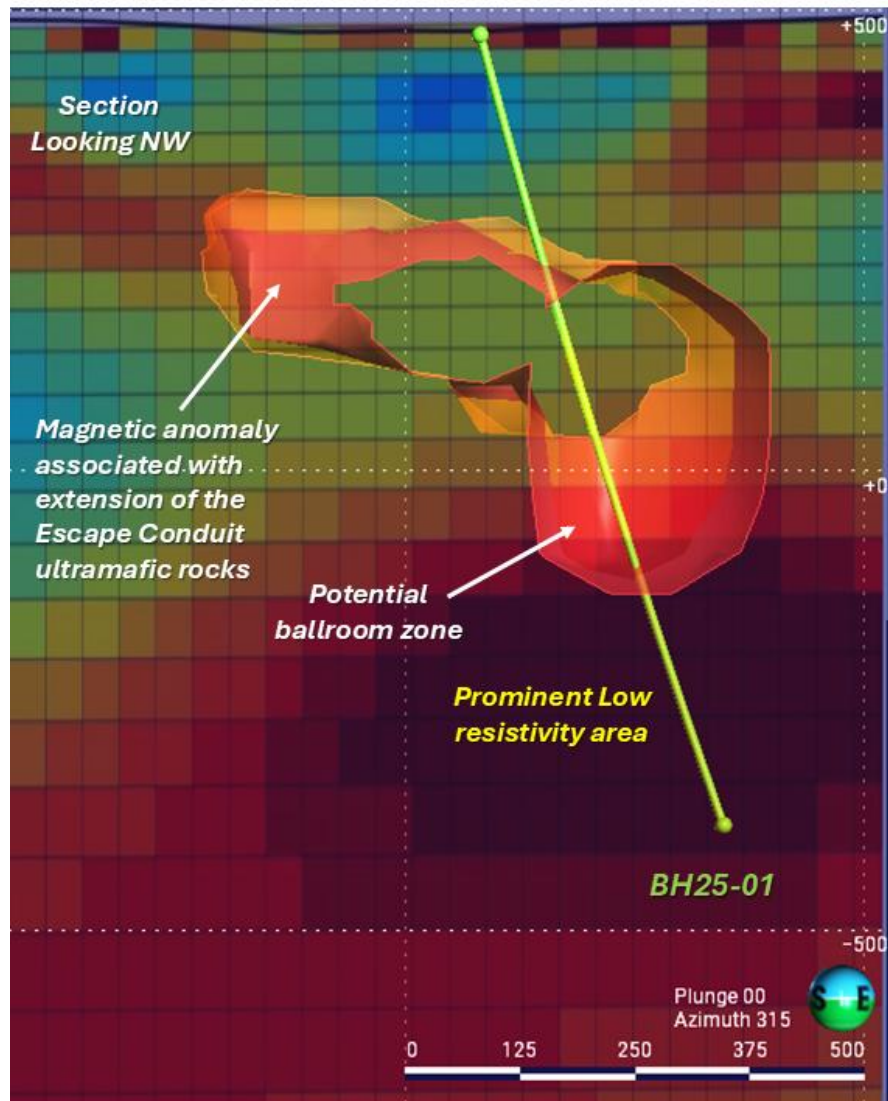 +500
Section
Looking NW
Magnetic anomaly
associated with
extension of the
Escape Conduit
ultramafic rocks
+0
Potential
ballroom zone
Prominent Low
resistivity area
BH25-01
-500
Plunge 00
Azimuth 315
S E
0 125 250 375 500